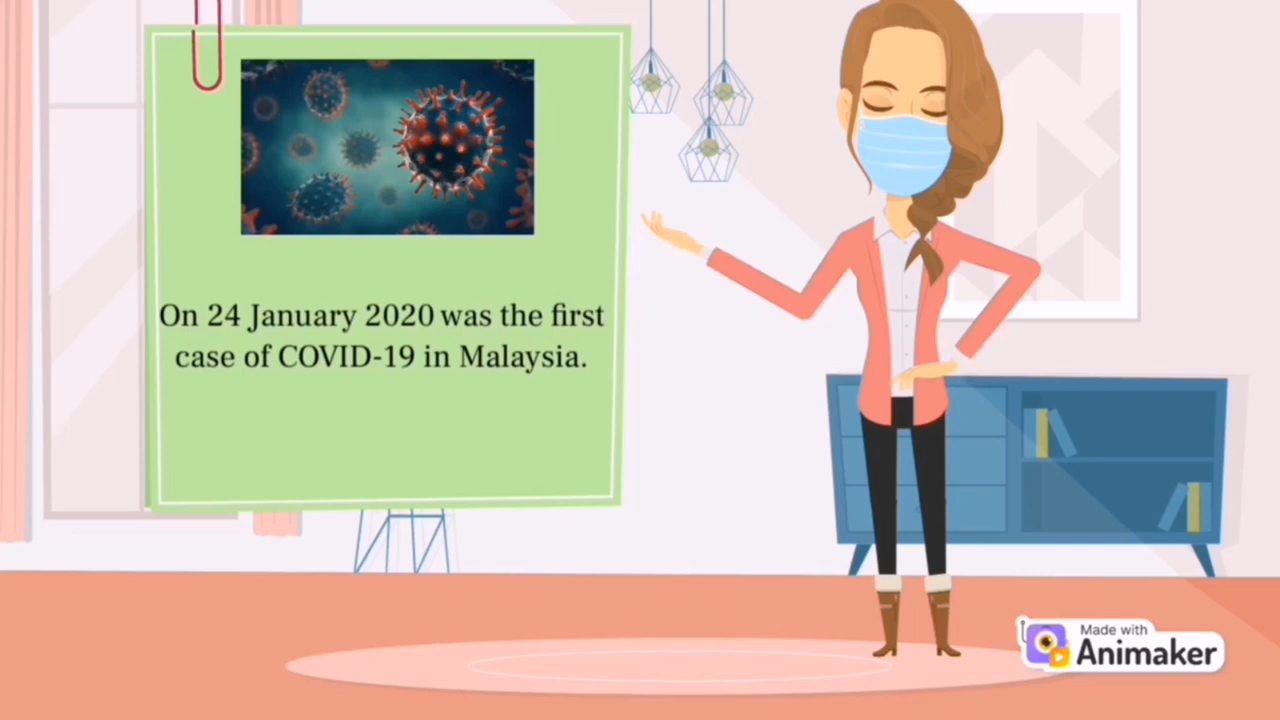 On 24 January 2020 was the first
case of COVID-19 in Malaysia.
Made with
Animaker